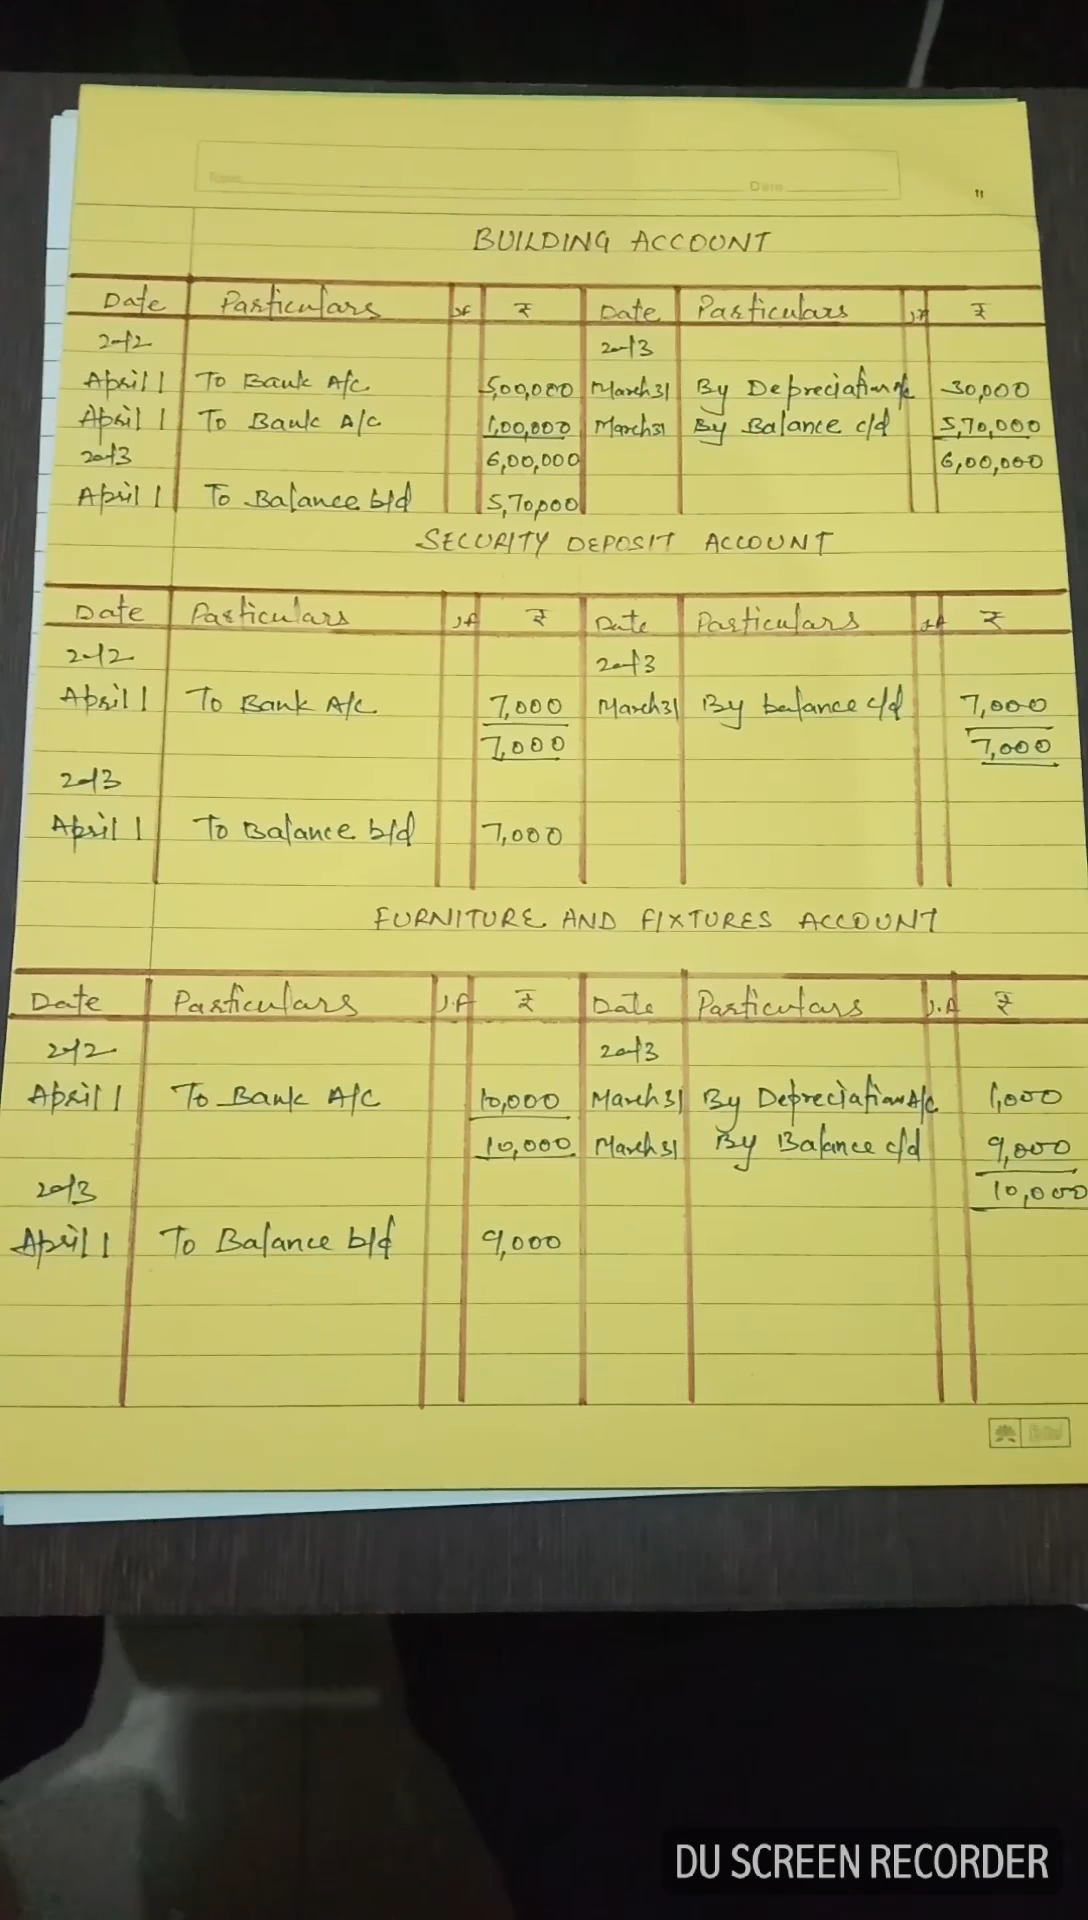 Date
11
BUILDING ACCOUNT
Date Particulars J.F ₹ Date Particulars J.F ₹
2012 2013
April 1 To Bank A/c 5,00,000 March 31 By Depreciation A/c 30,000
April 1 To Bank A/c 1,00,000 March 31 By Balance c/d 5,70,000
2013 6,00,000 6,00,000
April 1 To Balance b/d 5,70,000
SECURITY DEPOSIT ACCOUNT
Date Particulars J.F ₹ Date Particulars J.F ₹
2012 2013
April 1 To Bank A/c 7,000 March 31 By balance c/d 7,000
7,000 7,000
2013
April 1 To Balance b/d 7,000
FURNITURE AND FIXTURES ACCOUNT
Date Particulars J.F ₹ Date Particulars J.F ₹
2012 2013
April 1 To Bank A/c 10,000 March 31 By Depreciation A/c 1,000
10,000 March 31 By Balance c/d 9,000
2013 10,000
April 1 To Balance b/d 9,000
DU SCREEN RECORDER